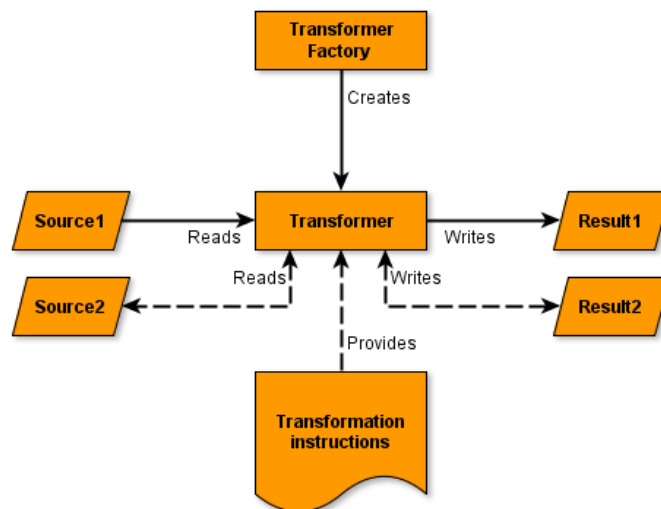 Transformer
Factory
Creates
Source1
Reads
Transformer
Writes
Result1
Source2
Reads
Writes
Result2
Provides
Transformation
instructions